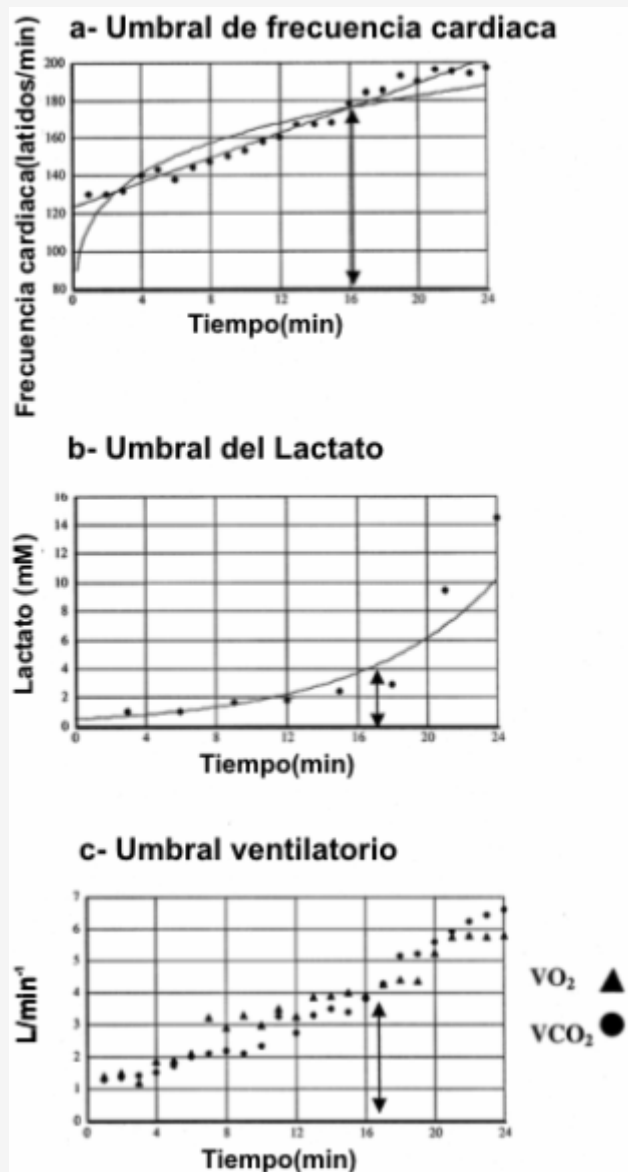 a- Umbral de frecuencia cardiaca
Frecuencia cardiaca(latidos/min)
200
180
160
140
120
100
80
0 4 8 12 16 20 24
Tiempo(min)
b- Umbral del Lactato
Lactato (mM)
16
14
12
10
8
6
4
2
0
0 4 8 12 16 20 24
Tiempo(min)
c- Umbral ventilatorio
L/min⁻¹
7
6
5
4
3
2
1
0
0 4 8 12 16 20 24
Tiempo(min)
VO₂ ▲
VCO₂ ●